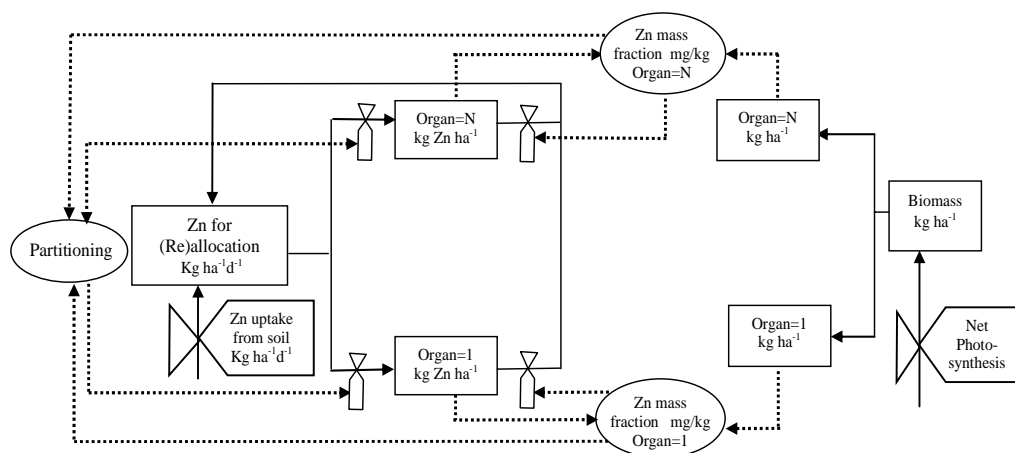 Zn mass
fraction mg/kg
Organ=N
Organ=N
kg Zn ha⁻¹
Organ=N
kg ha⁻¹
Zn for
(Re)allocation
Kg ha⁻¹d⁻¹
Biomass
kg ha⁻¹
Partitioning
Zn uptake
from soil
Kg ha⁻¹d⁻¹
Organ=1
kg Zn ha⁻¹
Organ=1
kg ha⁻¹
Net
Photo-
synthesis
Zn mass
fraction mg/kg
Organ=1